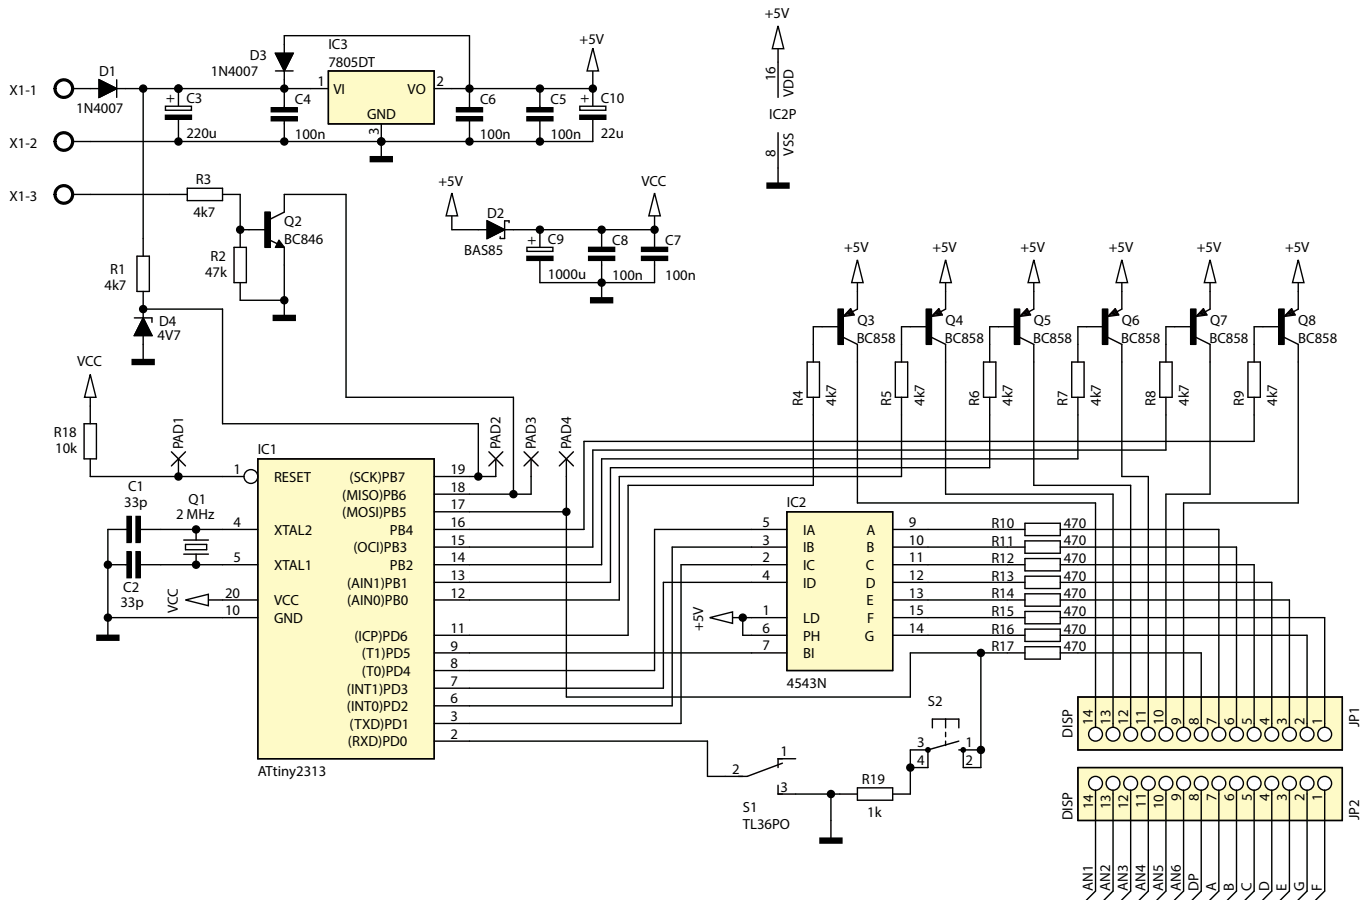 X1-1
D1
1N4007
D3
1N4007
IC3
7805DT
1
VI
VO
2
GND
3
+5V
+
C3
220u
C4
100n
C6
100n
C5
100n
+
C10
22u
X1-2
X1-3
R3
4k7
Q2
BC846
R2
47k
R1
4k7
D4
4V7
+5V
D2
BAS85
VCC
+
C9
1000u
C8
100n
C7
100n
+5V
16
VDD
IC2P
8
VSS
+5V
+5V
+5V
+5V
+5V
+5V
Q3
BC858
Q4
BC858
Q5
BC858
Q6
BC858
Q7
BC858
Q8
BC858
R4
4k7
R5
4k7
R6
4k7
R7
4k7
R8
4k7
R9
4k7
VCC
R18
10k
PAD1
PAD2
PAD3
PAD4
C1
33p
Q1
2 MHz
C2
33p
VCC
IC1
1 RESET
4 XTAL2
5 XTAL1
20 VCC
10 GND
(SCK)PB7 19
(MISO)PB6 18
(MOSI)PB5 17
PB4 16
(OCI)PB3 15
PB2 14
(AIN1)PB1 13
(AIN0)PB0 12
(ICP)PD6 11
(T1)PD5 9
(T0)PD4 8
(INT1)PD3 7
(INT0)PD2 6
(TXD)PD1 3
(RXD)PD0 2
ATtiny2313
IC2
5 IA A 9
3 IB B 10
2 IC C 11
4 ID D 12
E 13
1 LD F 15
6 PH G 14
7 BI
4543N
+5V
R10 470
R11 470
R12 470
R13 470
R14 470
R15 470
R16 470
R17 470
S2
3
1
4
2
1
2
3
S1
TL36PO
R19
1k
DISP
14 13 12 11 10 9 8 7 6 5 4 3 2 1
JP1
DISP
14 13 12 11 10 9 8 7 6 5 4 3 2 1
JP2
AN1 AN2 AN3 AN4 AN5 AN6 DP A B C D E G F